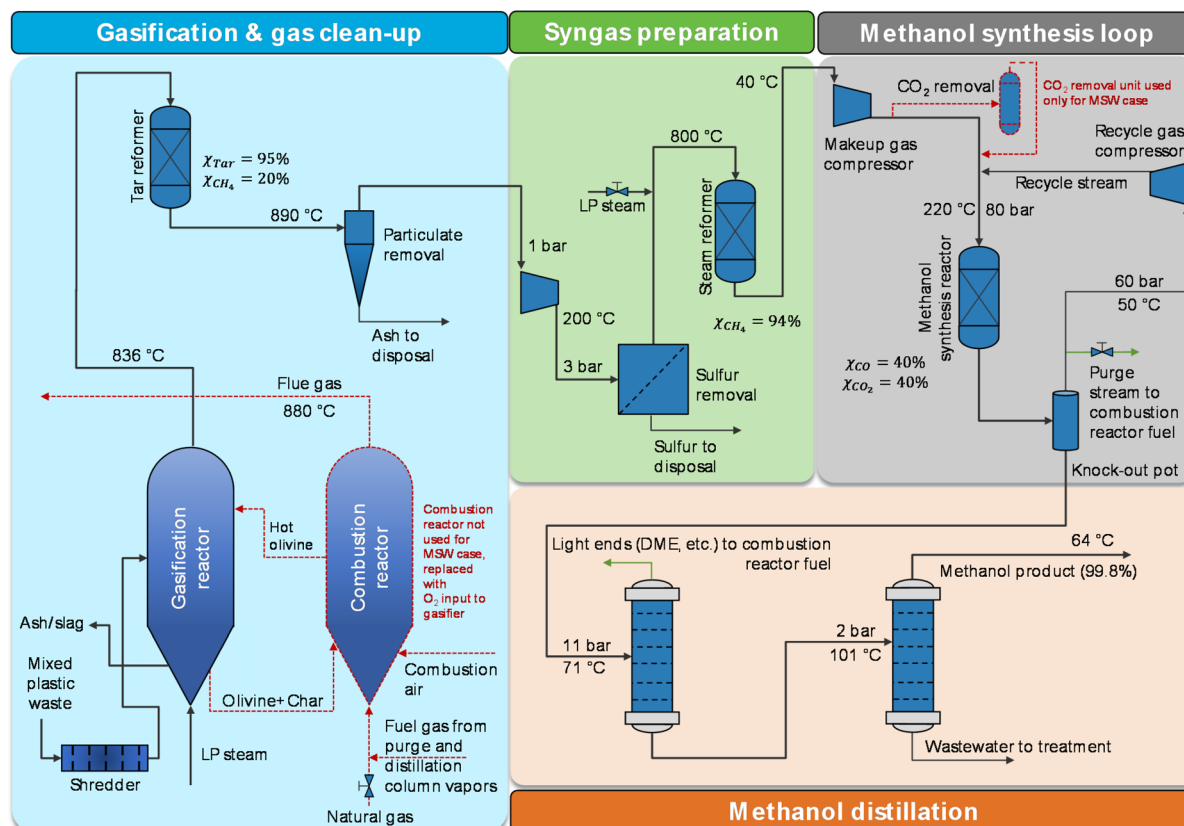 Gasification & gas clean-up
Syngas preparation
Methanol synthesis loop
Tar reformer
χTar = 95%
χCH4 = 20%
890 °C
Particulate
removal
Ash to
disposal
836 °C
Flue gas
880 °C
Gasification
reactor
Hot
olivine
Combustion
reactor
Combustion
reactor not
used for
MSW case,
replaced
with
O2 input to
gasifier
Ash/slag
Mixed
plastic
waste
Shredder
LP steam
Olivine+ Char
Combustion
air
Fuel gas from
purge and
distillation
column vapors
Natural gas
1 bar
200 °C
3 bar
LP steam
800 °C
Steam reformer
χCH4 = 94%
Sulfur
removal
Sulfur to
disposal
40 °C
CO2 removal
CO2 removal unit used
only for MSW case
Makeup gas
compressor
Recycle gas
compressor
Recycle stream
220 °C
80 bar
Methanol
synthesis reactor
χCO = 40%
χCO2 = 40%
60 bar
50 °C
Purge
stream to
combustion
reactor fuel
Knock-out pot
Light ends (DME, etc.) to combustion
reactor fuel
11 bar
71 °C
2 bar
101 °C
64 °C
Methanol product (99.8%)
Wastewater to treatment
Methanol distillation